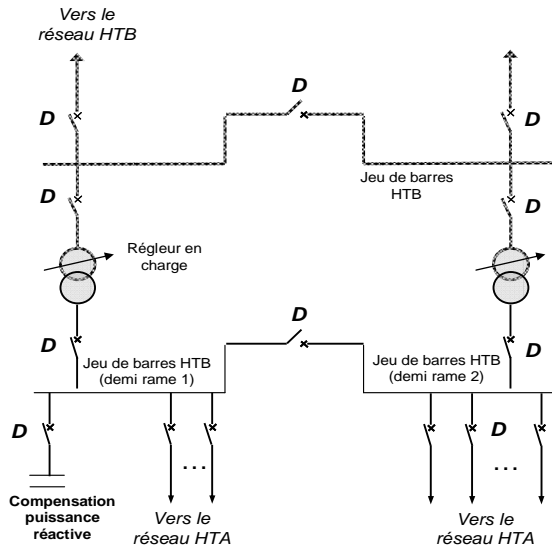 Vers le
réseau HTB
D
D
D
D
Jeu de barres
HTB
D
D
Régleur en
charge
D
D
D
Jeu de barres HTB
(demi rame 1)
Jeu de barres HTB
(demi rame 2)
D
D
...
...
Compensation
puissance
réactive
Vers le
réseau HTA
Vers le
réseau HTA